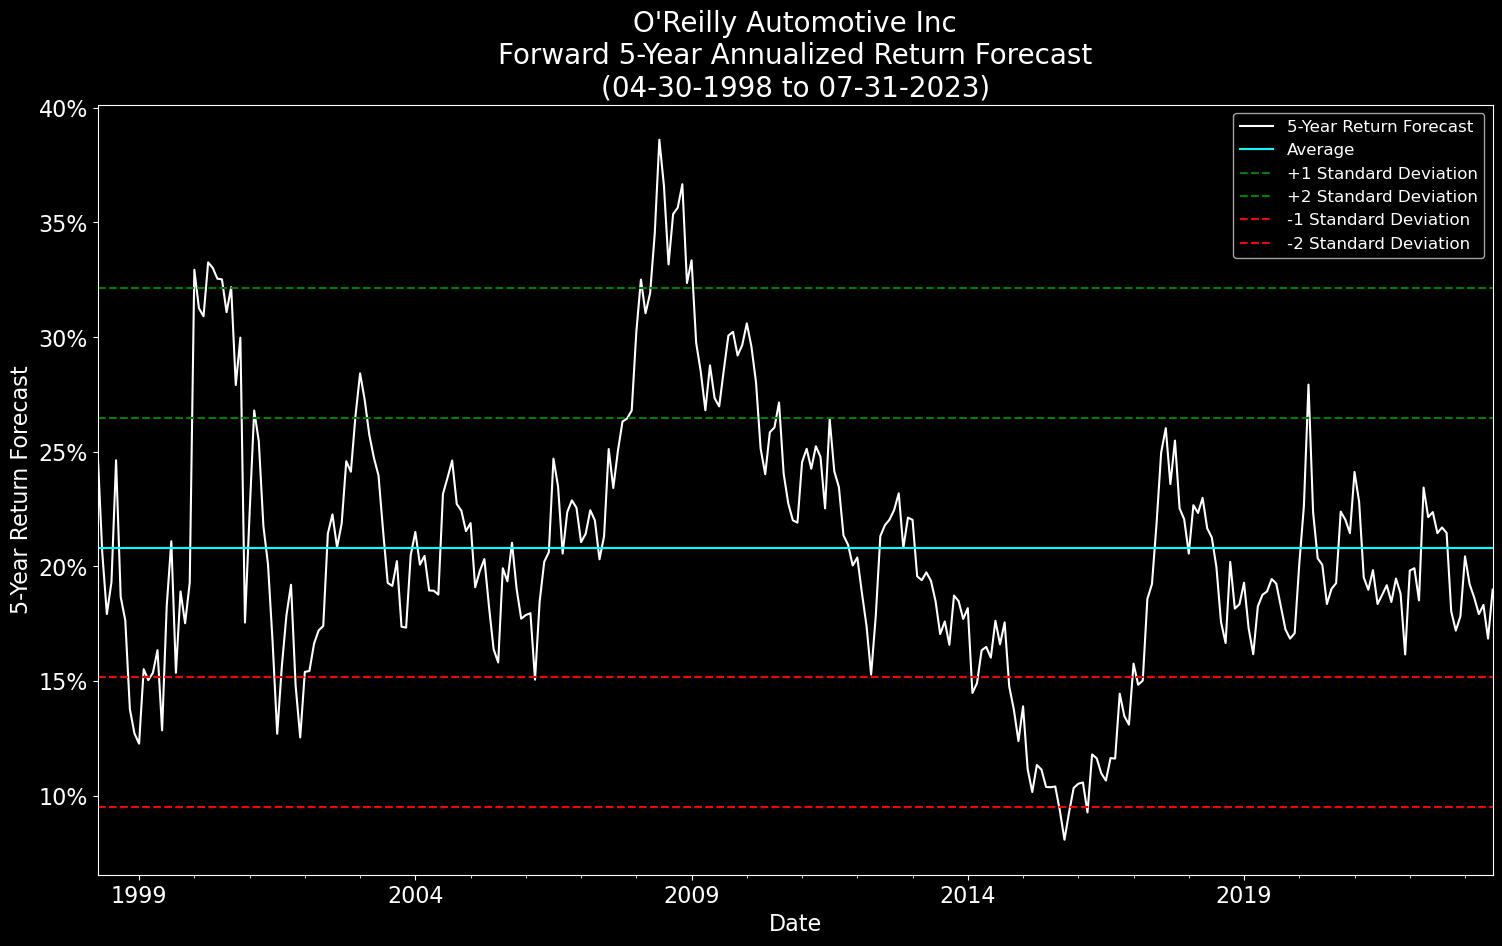 O'Reilly Automotive Inc
Forward 5-Year Annualized Return Forecast
(04-30-1998 to 07-31-2023)
5-Year Return Forecast
40%
35%
30%
25%
20%
15%
10%
5-Year Return Forecast
Average
+1 Standard Deviation
+2 Standard Deviation
-1 Standard Deviation
-2 Standard Deviation
1999 2004 2009 2014 2019
Date